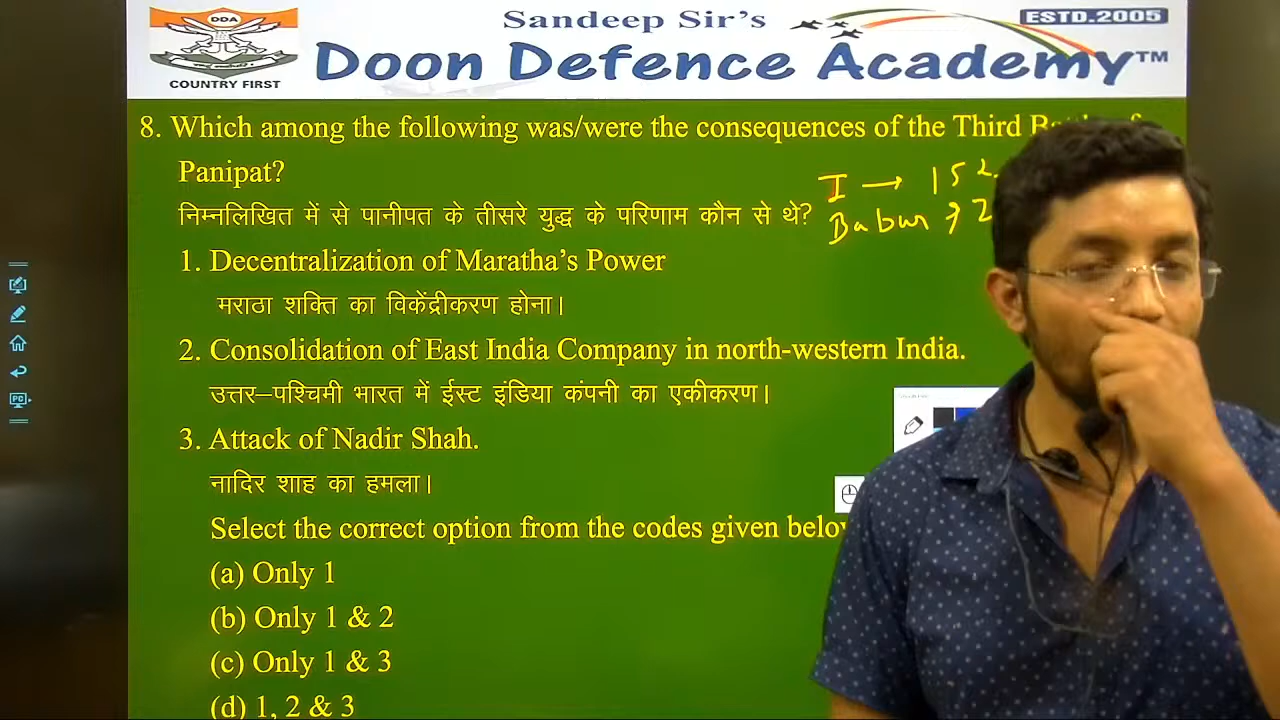 DDA
COUNTRY FIRST
Sandeep Sir's
ESTD.2005
Doon Defence Academy™
8. Which among the following was/were the consequences of the Third
Panipat?
निम्नलिखित में से पानीपत के तीसरे युद्ध के परिणाम कौन से थे?
I → 152
Babur
1. Decentralization of Maratha's Power
मराठा शक्ति का विकेंद्रीकरण होना।
2. Consolidation of East India Company in north-western India.
उत्तर–पश्चिमी भारत में ईस्ट इंडिया कंपनी का एकीकरण।
3. Attack of Nadir Shah.
नादिर शाह का हमला।
Select the correct option from the codes given
(a) Only 1
(b) Only 1 & 2
(c) Only 1 & 3
(d) 1, 2 & 3
PC